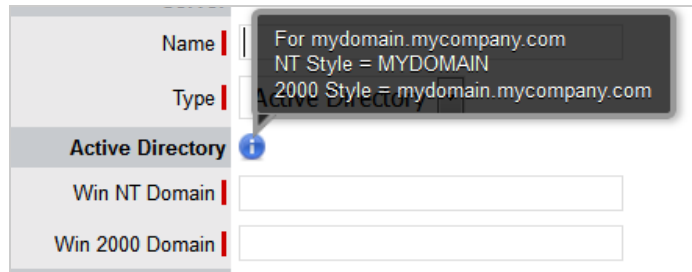 Name
For mydomain.mycompany.com
NT Style = MYDOMAIN
2000 Style = mydomain.mycompany.com
Type
Active Directory
Active Directory
Win NT Domain
Win 2000 Domain